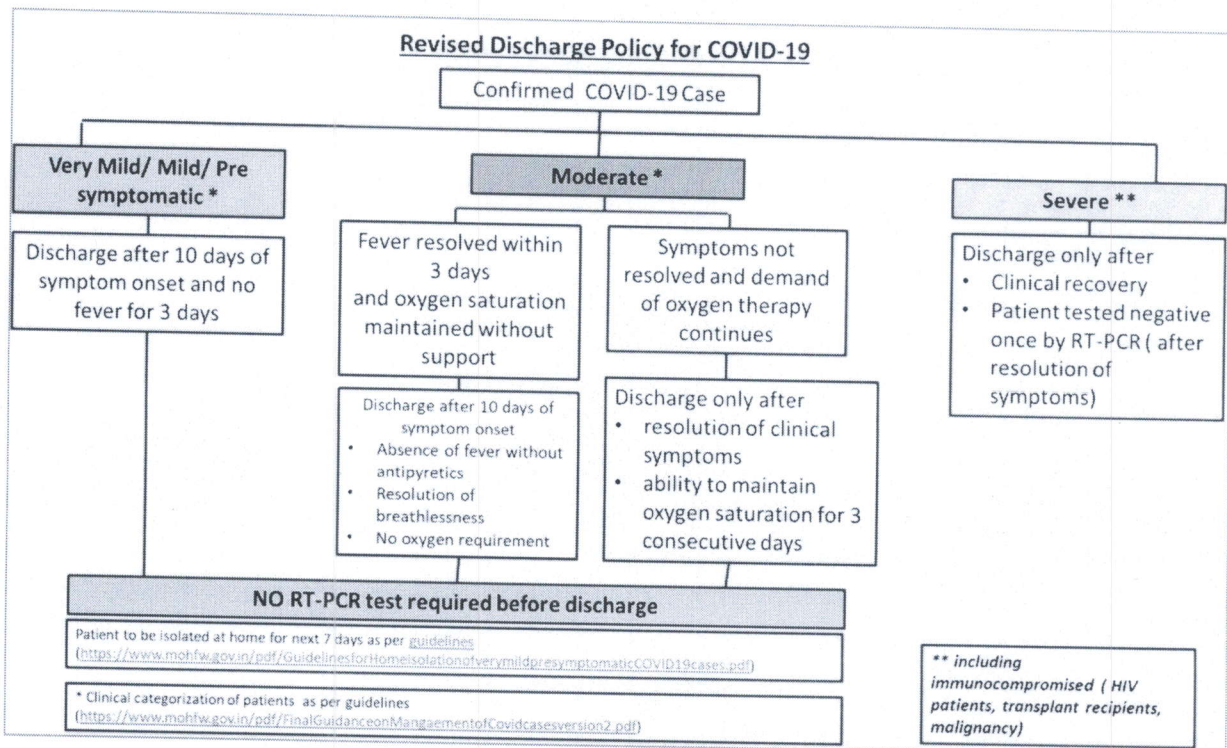 Revised Discharge Policy for COVID-19
Confirmed COVID-19 Case
Very Mild/ Mild/ Pre
symptomatic *
Discharge after 10 days of
symptom onset and no
fever for 3 days
Moderate *
Fever resolved within
3 days
and oxygen saturation
maintained without
support
Discharge after 10 days of
symptom onset
• Absence of fever without
antipyretics
• Resolution of
breathlessness
• No oxygen requirement
Symptoms not
resolved and demand
of oxygen therapy
continues
Discharge only after
• resolution of clinical
symptoms
• ability to maintain
oxygen saturation for 3
consecutive days
Severe **
Discharge only after
• Clinical recovery
• Patient tested negative
once by RT-PCR ( after
resolution of
symptoms)
NO RT-PCR test required before discharge
Patient to be isolated at home for next 7 days as per guidelines
(https://www.mohfw.gov.in/pdf/GuidelinesforHomeisolationofverymildpresymptomaticCOVID19cases.pdf)
* Clinical categorization of patients as per guidelines
(https://www.mohfw.gov.in/pdf/FinalGuidanceonMangaementofCovidcasesversion2.pdf)
** including
immunocompromised ( HIV
patients, transplant recipients,
malignancy)